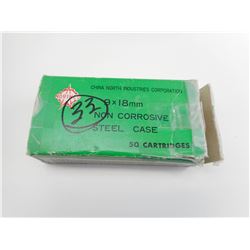 CHINA NORTH INDUSTRIES CORPORATION
9×18mm
33
NON CORROSIVE
STEEL CASE
50 CARTRIDGES